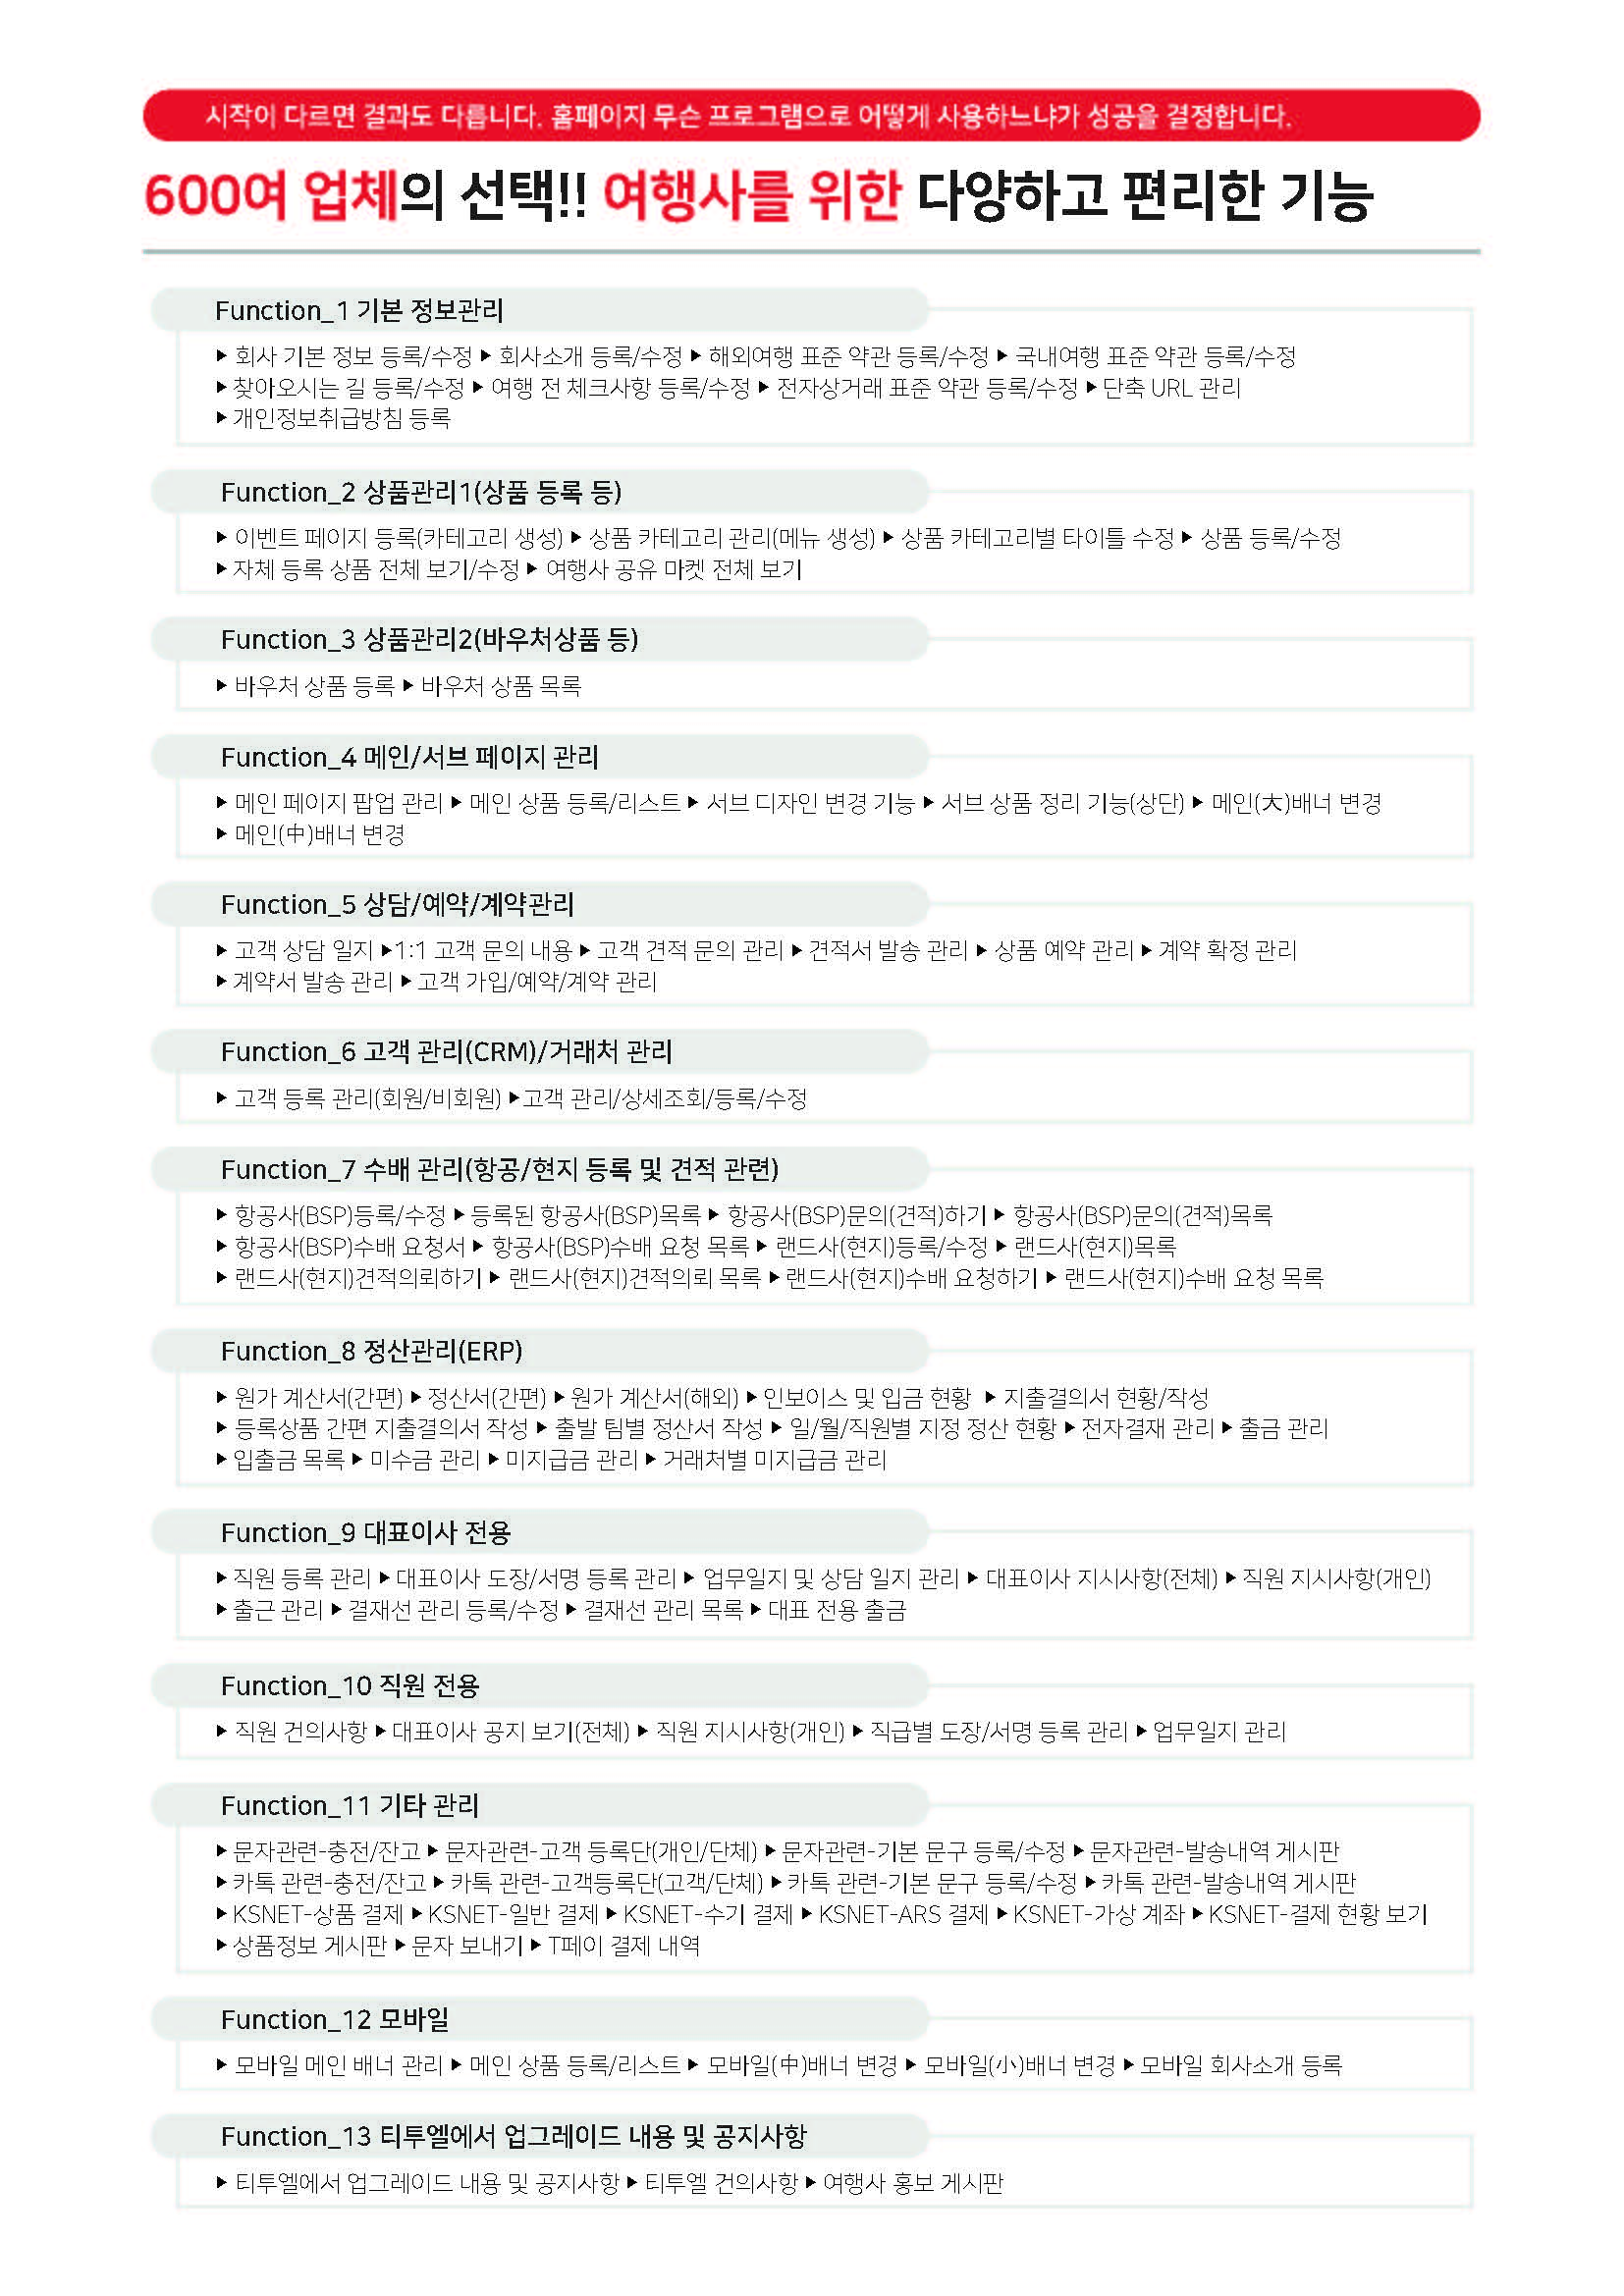 시작이 다르면 결과도 다릅니다. 홈페이지 무슨 프로그램으로 어떻게 사용하느냐가 성공을 결정합니다.
600여 업체의 선택!! 여행사를 위한 다양하고 편리한 기능
Function_1 기본 정보관리
▶ 회사 기본 정보 등록/수정 ▶ 회사소개 등록/수정 ▶ 해외여행 표준 약관 등록/수정 ▶ 국내여행 표준 약관 등록/수정
▶ 찾아오시는 길 등록/수정 ▶ 여행 전 체크사항 등록/수정 ▶ 전자상거래 표준 약관 등록/수정 ▶ 단축 URL 관리
▶ 개인정보취급방침 등록
Function_2 상품관리1(상품 등록 등)
▶ 이벤트 페이지 등록(카테고리 생성) ▶ 상품 카테고리 관리(메뉴 생성) ▶ 상품 카테고리별 타이틀 수정 ▶ 상품 등록/수정
▶ 자체 등록 상품 전체 보기/수정 ▶ 여행사 공유 마켓 전체 보기
Function_3 상품관리2(바우처상품 등)
▶ 바우처 상품 등록 ▶ 바우처 상품 목록
Function_4 메인/서브 페이지 관리
▶ 메인 페이지 팝업 관리 ▶ 메인 상품 등록/리스트 ▶ 서브 디자인 변경 기능 ▶ 서브 상품 정리 기능(상단) ▶ 메인(大)배너 변경
▶ 메인(中)배너 변경
Function_5 상담/예약/계약관리
▶ 고객 상담 일지 ▶1:1 고객 문의 내용 ▶ 고객 견적 문의 관리 ▶ 견적서 발송 관리 ▶ 상품 예약 관리 ▶ 계약 확정 관리
▶ 계약서 발송 관리 ▶ 고객 가입/예약/계약 관리
Function_6 고객 관리(CRM)/거래처 관리
▶ 고객 등록 관리(회원/비회원) ▶고객 관리/상세조회/등록/수정
Function_7 수배 관리(항공/현지 등록 및 견적 관련)
▶ 항공사(BSP)등록/수정 ▶ 등록된 항공사(BSP)목록 ▶ 항공사(BSP)문의(견적)하기 ▶ 항공사(BSP)문의(견적)목록
▶ 항공사(BSP)수배 요청서 ▶ 항공사(BSP)수배 요청 목록 ▶ 랜드사(현지)등록/수정 ▶ 랜드사(현지)목록
▶ 랜드사(현지)견적의뢰하기 ▶ 랜드사(현지)견적의뢰 목록 ▶ 랜드사(현지)수배 요청하기 ▶ 랜드사(현지)수배 요청 목록
Function_8 정산관리(ERP)
▶ 원가 계산서(간편) ▶ 정산서(간편) ▶ 원가 계산서(해외) ▶ 인보이스 및 입금 현황 ▶ 지출결의서 현황/작성
▶ 등록상품 간편 지출결의서 작성 ▶ 출발 팀별 정산서 작성 ▶ 일/월/직원별 지정 정산 현황 ▶ 전자결재 관리 ▶ 출금 관리
▶ 입출금 목록 ▶ 미수금 관리 ▶ 미지급금 관리 ▶ 거래처별 미지급금 관리
Function_9 대표이사 전용
▶ 직원 등록 관리 ▶ 대표이사 도장/서명 등록 관리 ▶ 업무일지 및 상담 일지 관리 ▶ 대표이사 지시사항(전체) ▶ 직원 지시사항(개인)
▶ 출근 관리 ▶ 결재선 관리 등록/수정 ▶ 결재선 관리 목록 ▶ 대표 전용 출금
Function_10 직원 전용
▶ 직원 건의사항 ▶ 대표이사 공지 보기(전체) ▶ 직원 지시사항(개인) ▶ 직급별 도장/서명 등록 관리 ▶ 업무일지 관리
Function_11 기타 관리
▶ 문자관련-충전/잔고 ▶ 문자관련-고객 등록단(개인/단체) ▶ 문자관련-기본 문구 등록/수정 ▶ 문자관련-발송내역 게시판
▶ 카톡 관련-충전/잔고 ▶ 카톡 관련-고객등록단(고객/단체) ▶ 카톡 관련-기본 문구 등록/수정 ▶ 카톡 관련-발송내역 게시판
▶ KSNET-상품 결제 ▶ KSNET-일반 결제 ▶ KSNET-수기 결제 ▶ KSNET-ARS 결제 ▶ KSNET-가상 계좌 ▶ KSNET-결제 현황 보기
▶ 상품정보 게시판 ▶ 문자 보내기 ▶ T페이 결제 내역
Function_12 모바일
▶ 모바일 메인 배너 관리 ▶ 메인 상품 등록/리스트 ▶ 모바일(中)배너 변경 ▶ 모바일(小)배너 변경 ▶ 모바일 회사소개 등록
Function_13 티투엘에서 업그레이드 내용 및 공지사항
▶ 티투엘에서 업그레이드 내용 및 공지사항 ▶ 티투엘 건의사항 ▶ 여행사 홍보 게시판